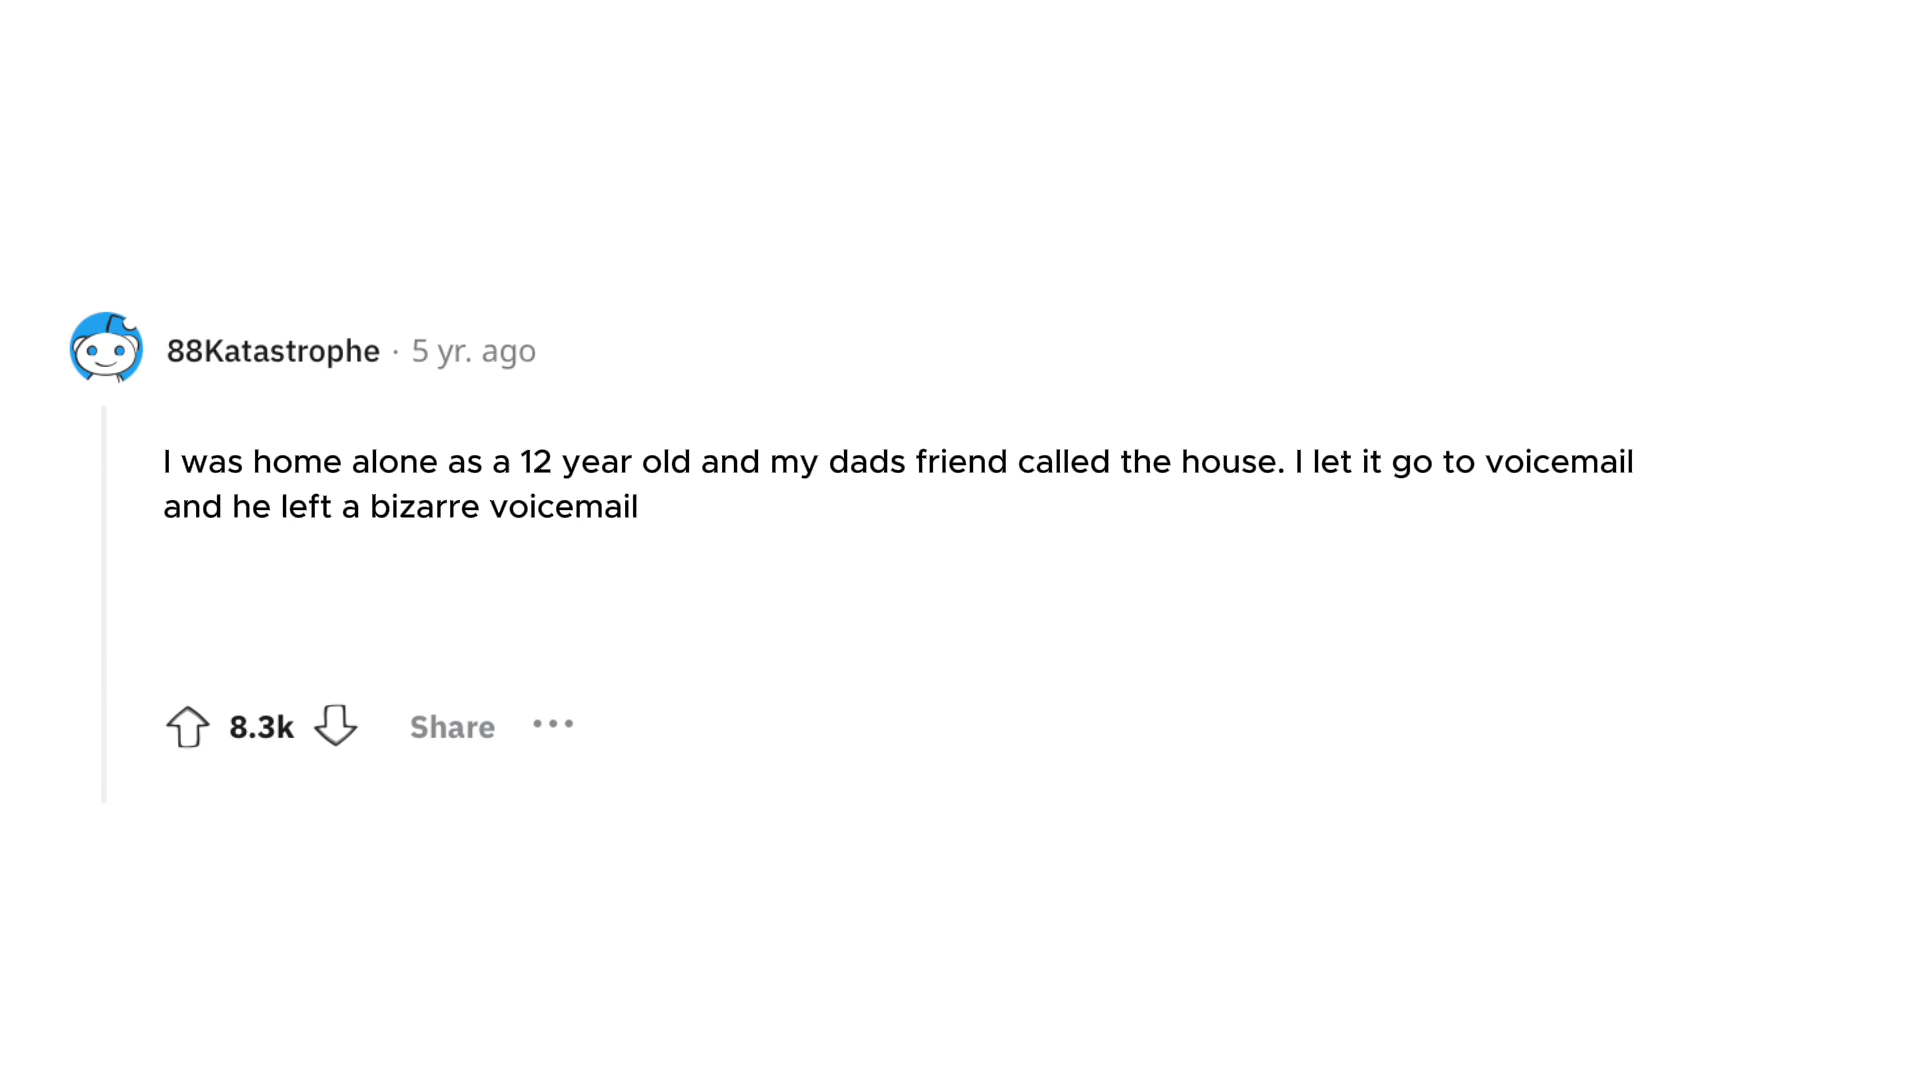 88Katastrophe · 5 yr. ago
I was home alone as a 12 year old and my dads friend called the house. I let it go to voicemail
and he left a bizarre voicemail
8.3k Share ...